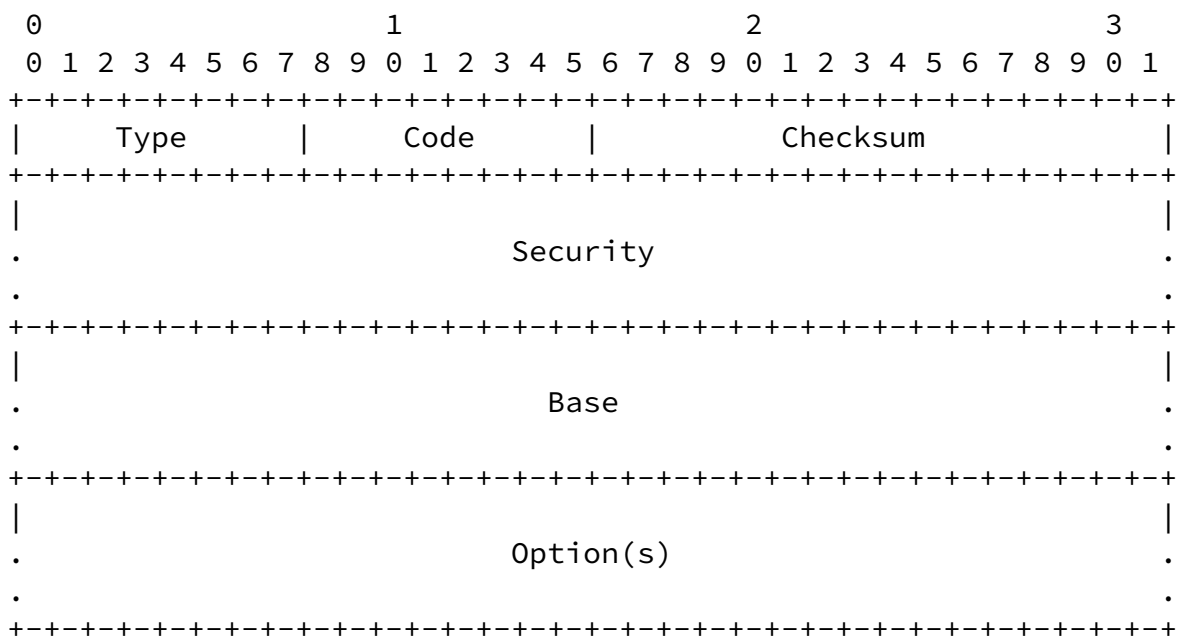 0                   1                   2                   3
0 1 2 3 4 5 6 7 8 9 0 1 2 3 4 5 6 7 8 9 0 1 2 3 4 5 6 7 8 9 0 1
+-+-+-+-+-+-+-+-+-+-+-+-+-+-+-+-+-+-+-+-+-+-+-+-+-+-+-+-+-+-+-+-+
|     Type      |     Code      |          Checksum             |
+-+-+-+-+-+-+-+-+-+-+-+-+-+-+-+-+-+-+-+-+-+-+-+-+-+-+-+-+-+-+-+-+
|                                                               |
.                           Security                            .
.                                                               .
+-+-+-+-+-+-+-+-+-+-+-+-+-+-+-+-+-+-+-+-+-+-+-+-+-+-+-+-+-+-+-+-+
|                                                               |
.                             Base                              .
.                                                               .
+-+-+-+-+-+-+-+-+-+-+-+-+-+-+-+-+-+-+-+-+-+-+-+-+-+-+-+-+-+-+-+-+
|                                                               |
.                           Option(s)                           .
.                                                               .
+-+-+-+-+-+-+-+-+-+-+-+-+-+-+-+-+-+-+-+-+-+-+-+-+-+-+-+-+-+-+-+-+